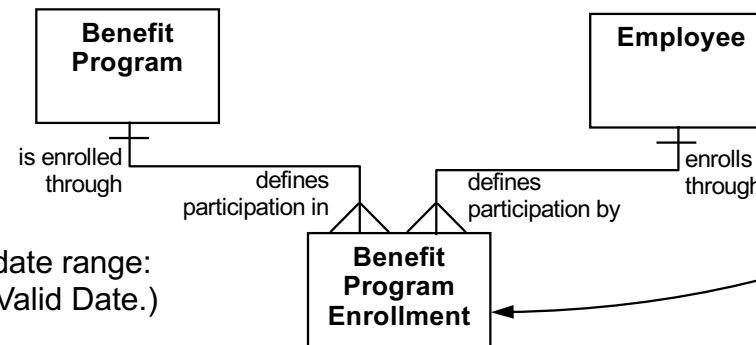 Benefit
Program
Employee
is enrolled
through
defines
participation in
defines
participation by
enrolls
through
date range:
Valid Date.)
Benefit
Program
Enrollment